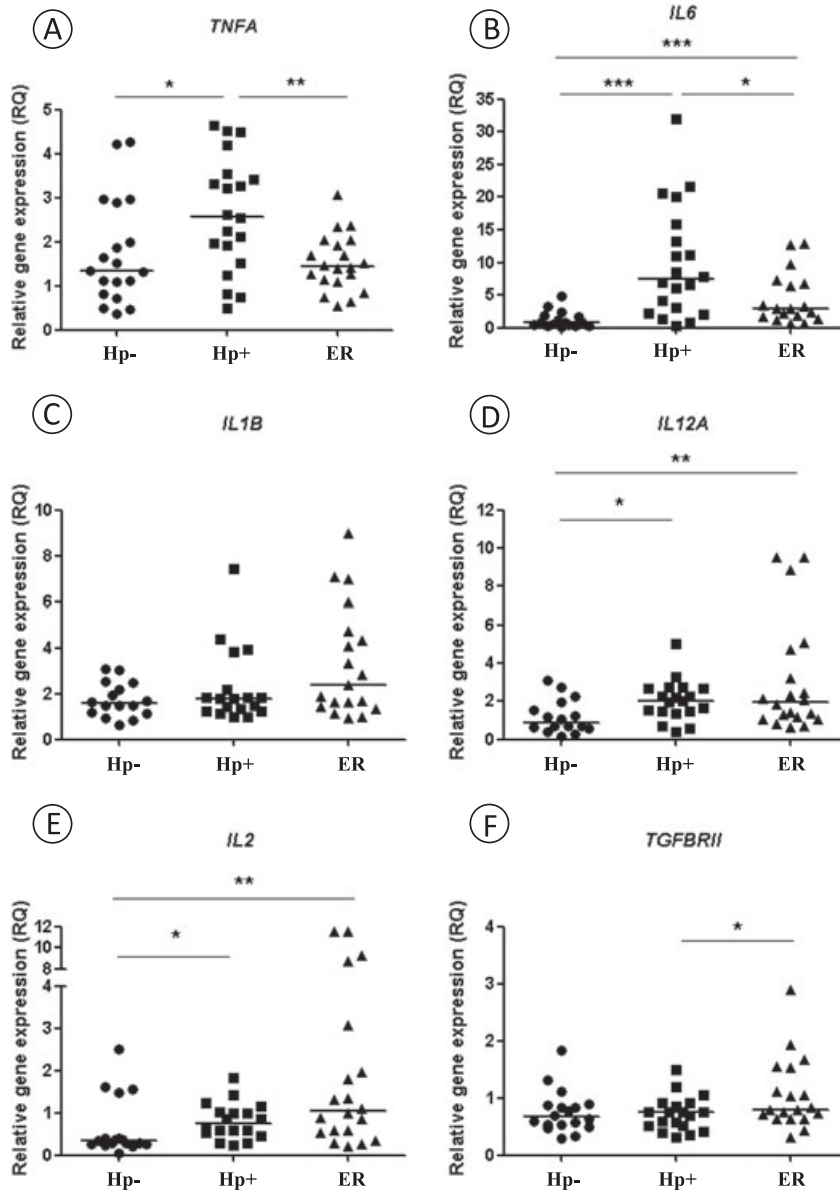 A
TNFA
* **
Relative gene expression (RQ)
5
4
3
2
1
0
Hp- Hp+ ER
B
IL6
***
*** *
Relative gene expression (RQ)
35
30
25
20
15
10
5
0
Hp- Hp+ ER
C
IL1B
Relative gene expression (RQ)
10
8
6
4
2
0
Hp- Hp+ ER
D
IL12A
**
*
Relative gene expression (RQ)
12
10
8
6
4
2
0
Hp- Hp+ ER
E
IL2
**
*
Relative gene expression (RQ)
12
10
8
4
3
2
1
0
Hp- Hp+ ER
F
TGFBRII
*
Relative gene expression (RQ)
4
3
2
1
0
Hp- Hp+ ER